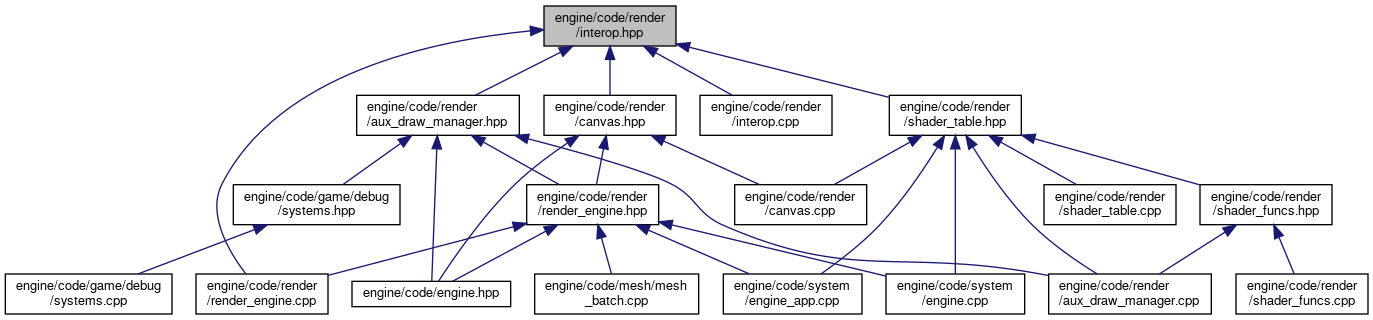 engine/code/render
/interop.hpp
engine/code/render
/aux_draw_manager.hpp
engine/code/render
/canvas.hpp
engine/code/render
/interop.cpp
engine/code/render
/shader_table.hpp
engine/code/game/debug
/systems.hpp
engine/code/render
/render_engine.hpp
engine/code/render
/canvas.cpp
engine/code/render
/shader_table.cpp
engine/code/render
/shader_funcs.hpp
engine/code/game/debug
/systems.cpp
engine/code/render
/render_engine.cpp
engine/code/engine.hpp
engine/code/mesh/mesh
_batch.cpp
engine/code/system
/engine_app.cpp
engine/code/system
/engine.cpp
engine/code/render
/aux_draw_manager.cpp
engine/code/render
/shader_funcs.cpp